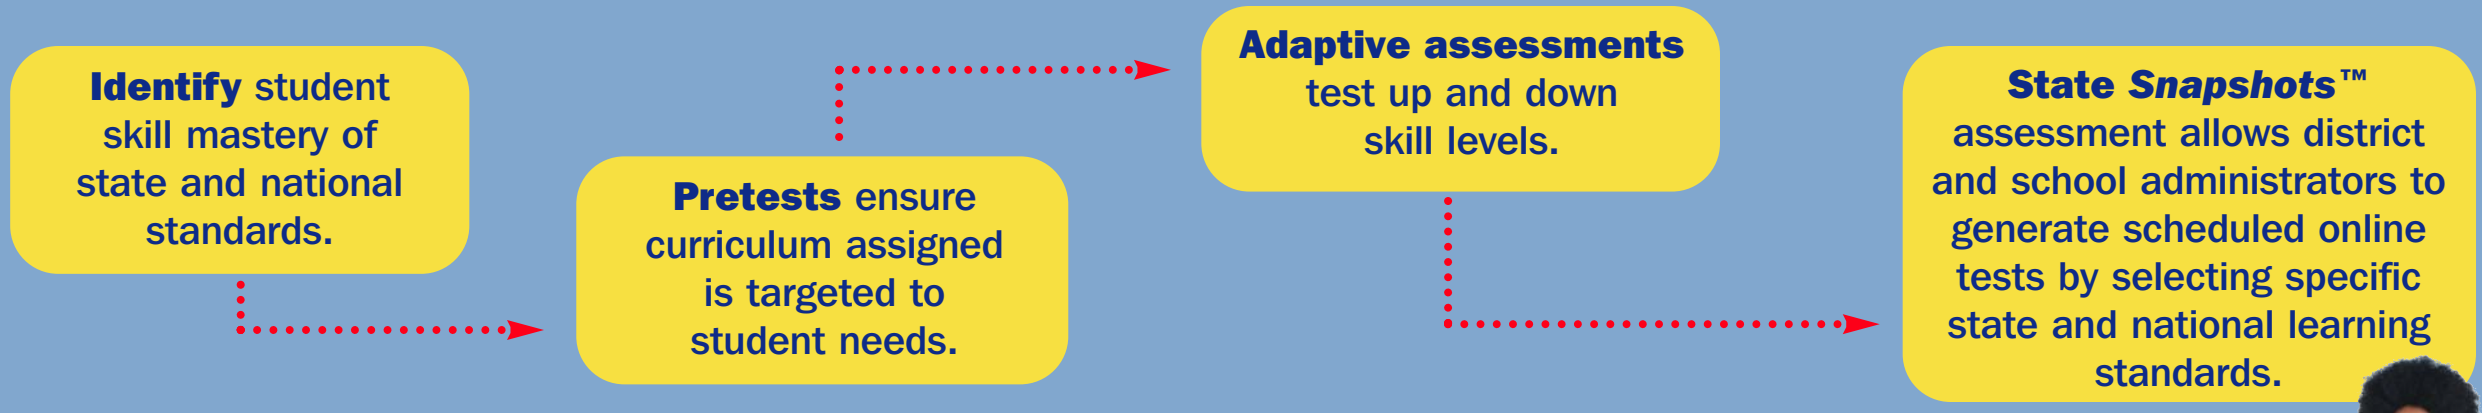 Identify student
skill mastery of
state and national
standards.
Pretests ensure
curriculum assigned
is targeted to
student needs.
Adaptive assessments
test up and down
skill levels.
State Snapshots™
assessment allows district
and school administrators to
generate scheduled online
tests by selecting specific
state and national learning
standards.